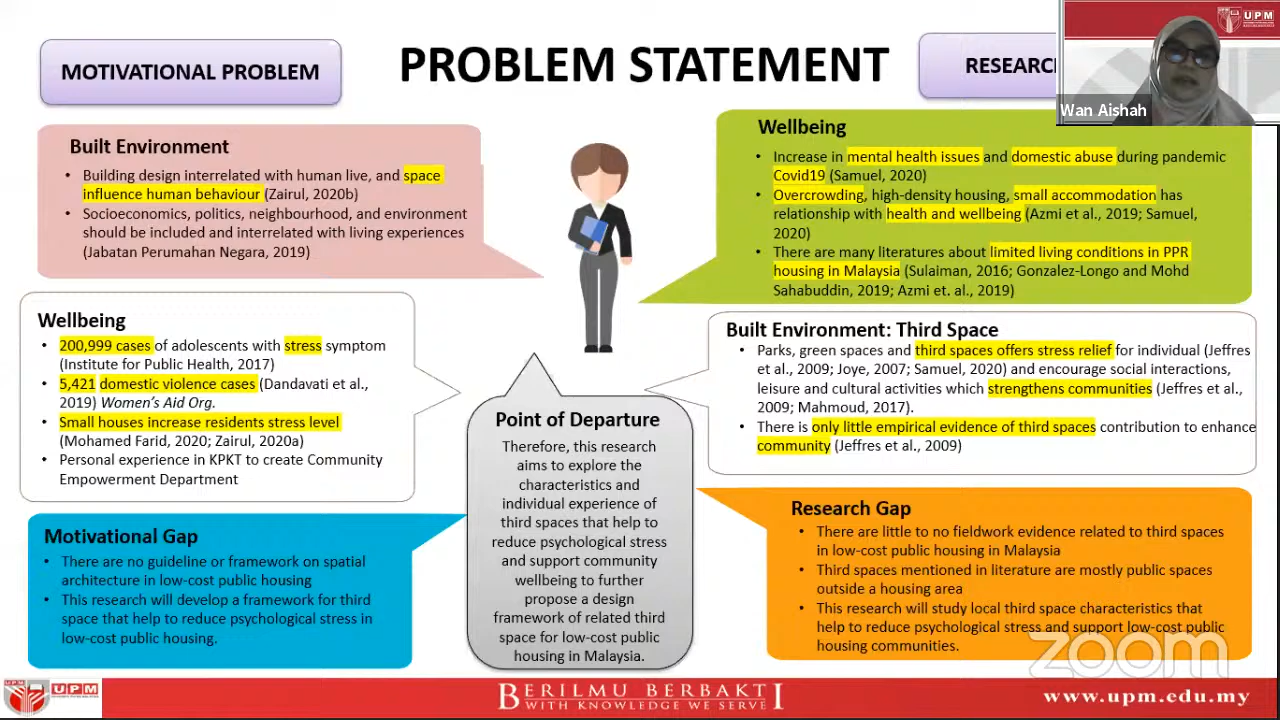 PROBLEM STATEMENT
MOTIVATIONAL PROBLEM
Built Environment
• Building design interrelated with human live, and space
influence human behaviour (Zairul, 2020b)
• Socioeconomics, politics, neighbourhood, and environment
should be included and interrelated with living experiences
(Jabatan Perumahan Negara, 2019)
Wellbeing
• 200,999 cases of adolescents with stress symptom
(Institute for Public Health, 2017)
• 5,421 domestic violence cases (Dandavati et al.,
2019) Women's Aid Org.
• Small houses increase residents stress level
(Mohamed Farid, 2020; Zairul, 2020a)
• Personal experience in KPKT to create Community
Empowerment Department
Motivational Gap
• There are no guideline or framework on spatial
architecture in low-cost public housing
• This research will develop a framework for third
space that help to reduce psychological stress in
low-cost public housing.
Point of Departure
Therefore, this research
aims to explore the
characteristics and
individual experience of
third spaces that help to
reduce psychological stress
and support community
wellbeing to further
propose a design
framework of related third
space for low-cost public
housing in Malaysia.
RESEARC
UPM
Wan Aishah
Wellbeing
• Increase in mental health issues and domestic abuse during pandemic
Covid19 (Samuel, 2020)
• Overcrowding, high-density housing, small accommodation has
relationship with health and wellbeing (Azmi et al., 2019; Samuel,
2020)
• There are many literatures about limited living conditions in PPR
housing in Malaysia (Sulaiman, 2016; Gonzalez-Longo and Mohd
Sahabuddin, 2019; Azmi et. al., 2019)
Built Environment: Third Space
• Parks, green spaces and third spaces offers stress relief for individual (Jeffres
et al., 2009; Joye, 2007; Samuel, 2020) and encourage social interactions,
leisure and cultural activities which strengthens communities (Jeffres et al.,
2009; Mahmoud, 2017).
• There is only little empirical evidence of third spaces contribution to enhance
community (Jeffres et al., 2009)
Research Gap
• There are little to no fieldwork evidence related to third spaces
in low-cost public housing in Malaysia
• Third spaces mentioned in literature are mostly public spaces
outside a housing area
• This research will study local third space characteristics that
help to reduce psychological stress and support low-cost public
housing communities.
zoom
UPM
BERILMU BERBAKTI
WITH KNOWLEDGE WE SERVE
www.upm.edu.my